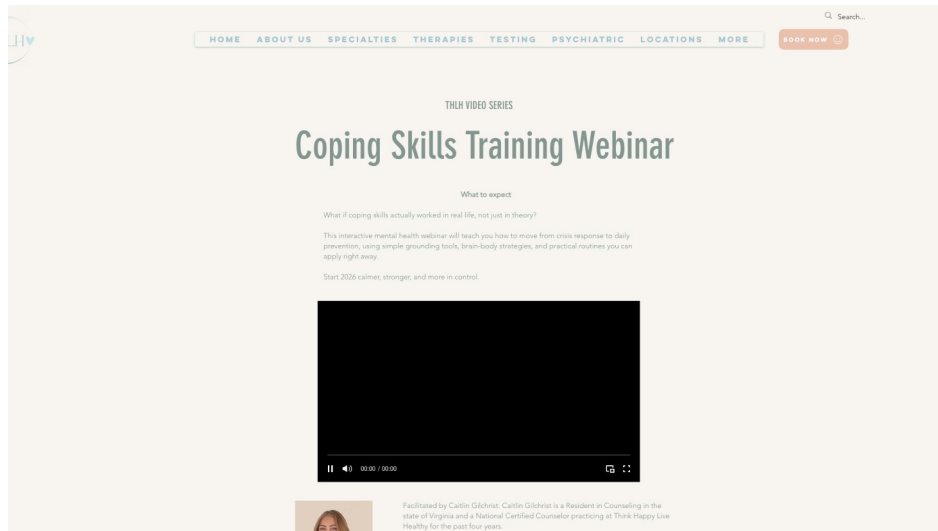 Search...
LH
HOME ABOUT US SPECIALTIES THERAPIES TESTING PSYCHIATRIC LOCATIONS MORE
BOOK NOW
THLH VIDEO SERIES
Coping Skills Training Webinar
What to expect
What if coping skills actually worked in real life, not just in theory?
This interactive mental health webinar will teach you how to move from crisis response to daily
prevention, using simple grounding tools, brain-body strategies, and practical routines you can
apply right away.
Start 2026 calmer, stronger, and more in control.
00:00 / 00:00
Facilitated by Caitlin Gilchrist. Caitlin Gilchrist is a Resident in Counseling in the
state of Virginia and a National Certified Counselor practicing at Think Happy Live
Healthy for the past four years.